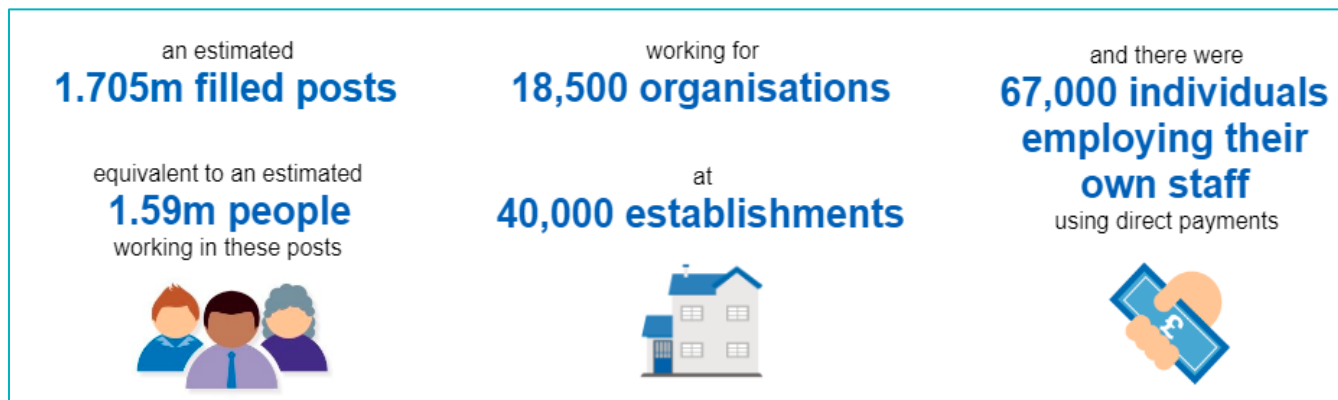 an estimated
1.705m filled posts
equivalent to an estimated
1.59m people
working in these posts
working for
18,500 organisations
at
40,000 establishments
and there were
67,000 individuals
employing their
own staff
using direct payments
£